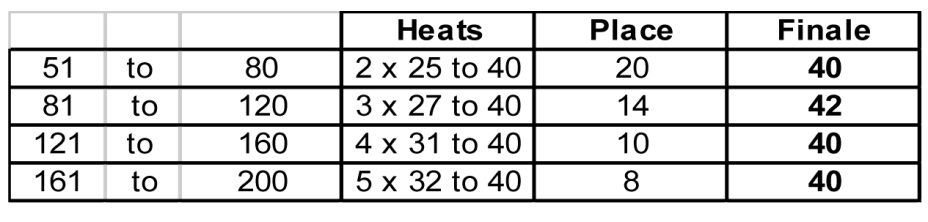 Heats Place Finale
51 to 80 2 x 25 to 40 20 40
81 to 120 3 x 27 to 40 14 42
121 to 160 4 x 31 to 40 10 40
161 to 200 5 x 32 to 40 8 40